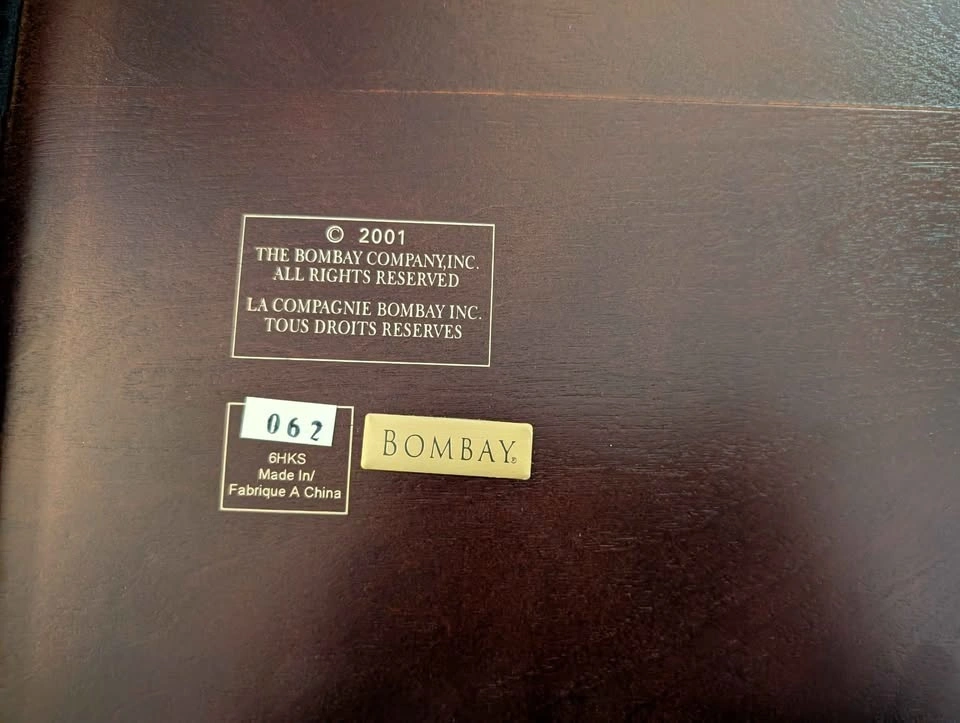 © 2001
THE BOMBAY COMPANY,INC.
ALL RIGHTS RESERVED
LA COMPAGNIE BOMBAY INC.
TOUS DROITS RESERVES
062
6HKS
Made In/
Fabrique A China
BOMBAY®